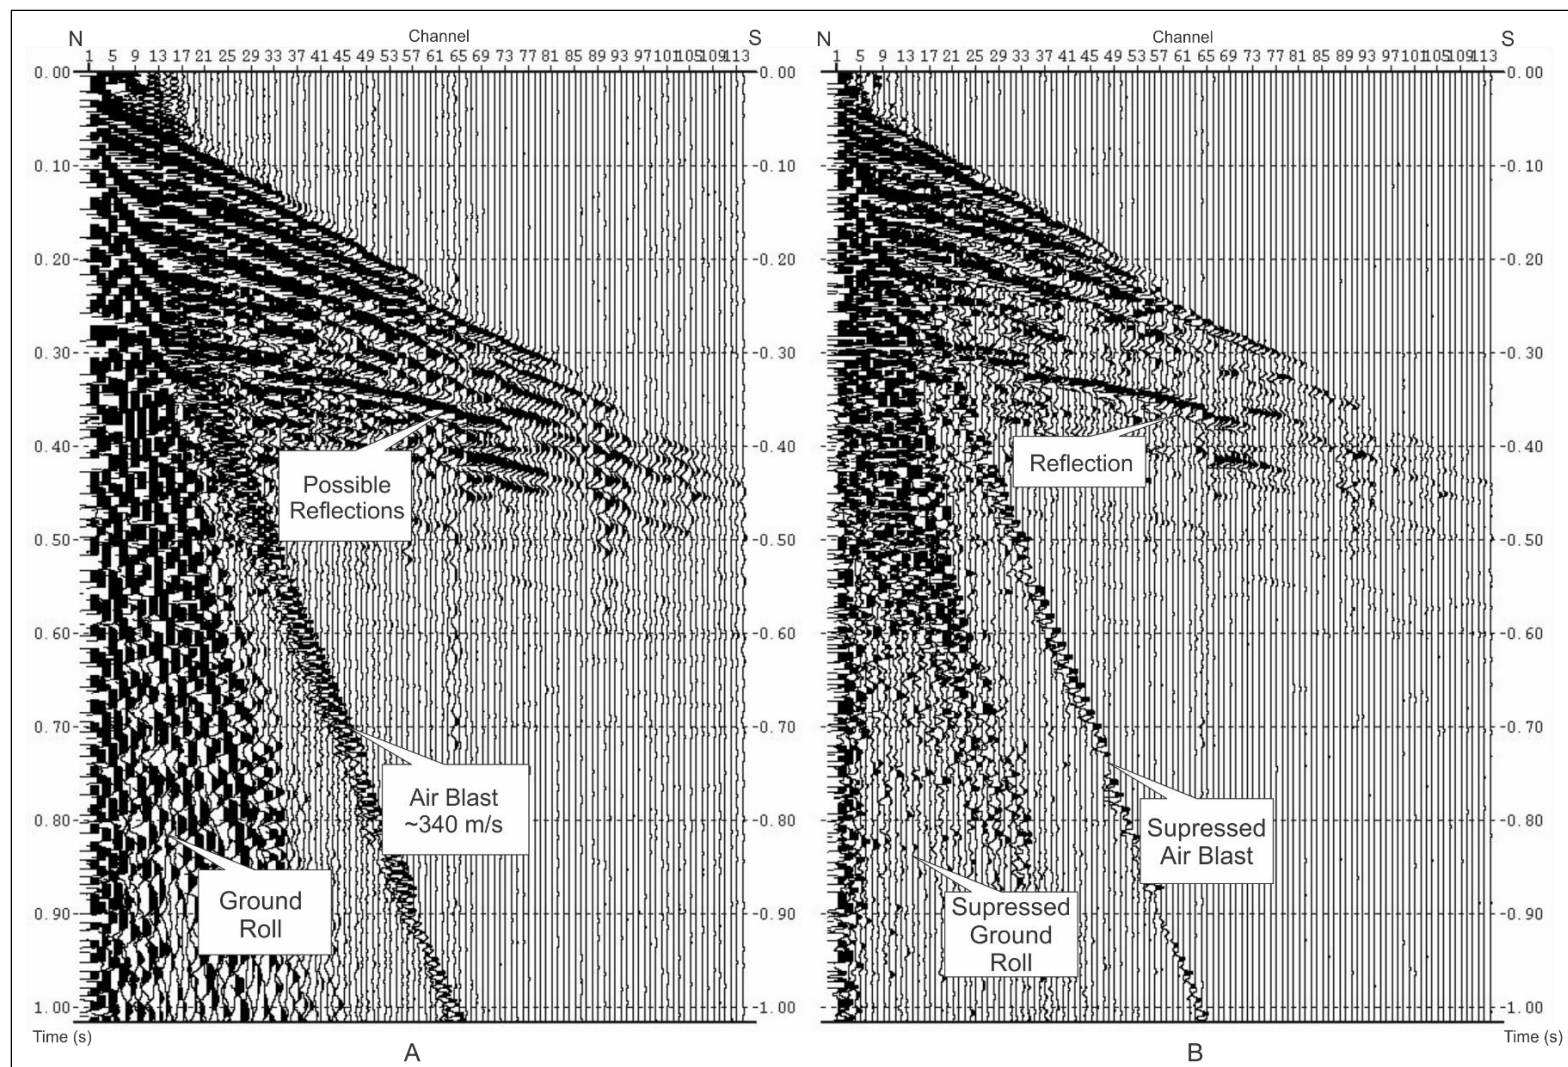 N Channel S
1 5 9 13 17 21 25 29 33 37 41 45 49 53 57 61 65 69 73 77 81 85 89 93 97 101 105 109 113
0.00 0.00
0.10 0.10
0.20 0.20
0.30 0.30
0.40 0.40
0.50 0.50
0.60 0.60
0.70 0.70
0.80 0.80
0.90 0.90
1.00 1.00
Possible
Reflections
Air Blast
~340 m/s
Ground
Roll
Time (s)
A
N Channel S
1 5 9 13 17 21 25 29 33 37 41 45 49 53 57 61 65 69 73 77 81 85 89 93 97 101 105 109 113
0.00 0.00
0.10 0.10
0.20 0.20
0.30 0.30
0.40 0.40
0.50 0.50
0.60 0.60
0.70 0.70
0.80 0.80
0.90 0.90
1.00 1.00
Reflection
Supressed
Air Blast
Supressed
Ground
Roll
B
Time (s)